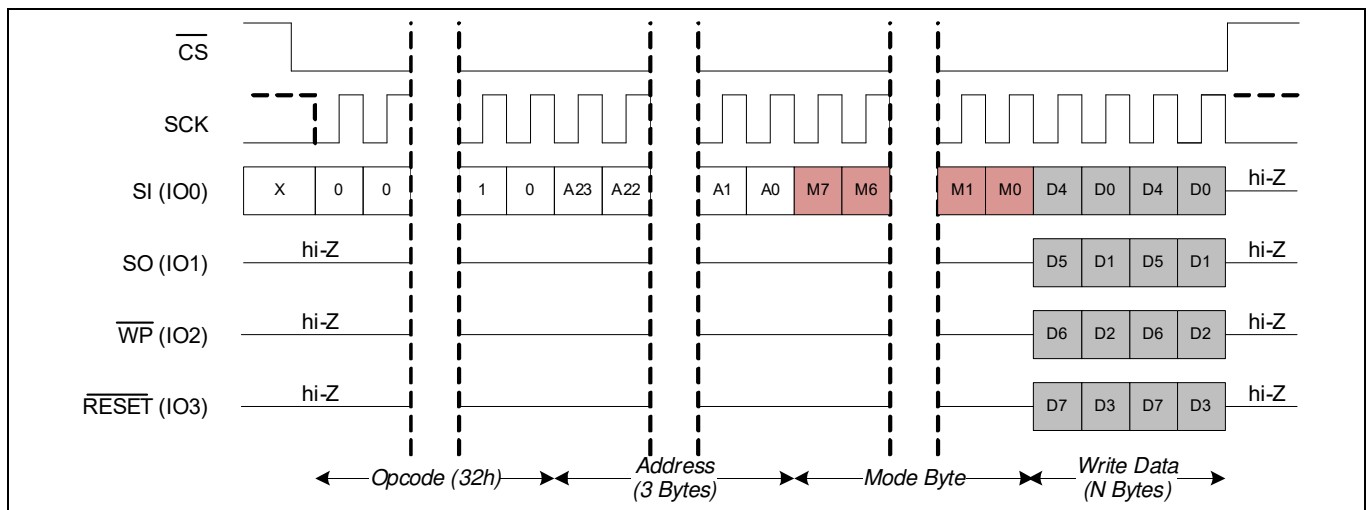 CS
SCK
SI (IO0) X 0 0 1 0 A23 A22 A1 A0 M7 M6 M1 M0 D4 D0 D4 D0 hi-Z
SO (IO1) hi-Z D5 D1 D5 D1 hi-Z
WP (IO2) hi-Z D6 D2 D6 D2 hi-Z
RESET (IO3) hi-Z D7 D3 D7 D3 hi-Z
Opcode (32h) Address Mode Byte Write Data
(3 Bytes) (N Bytes)